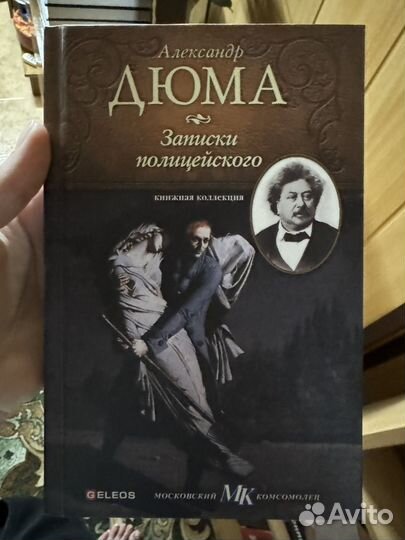 Александр
ДЮМА
Записки
полицейского
книжная коллекция
GELEOS
МОСКОВСКИЙ МК КОМСОМОЛЕЦ
Avito